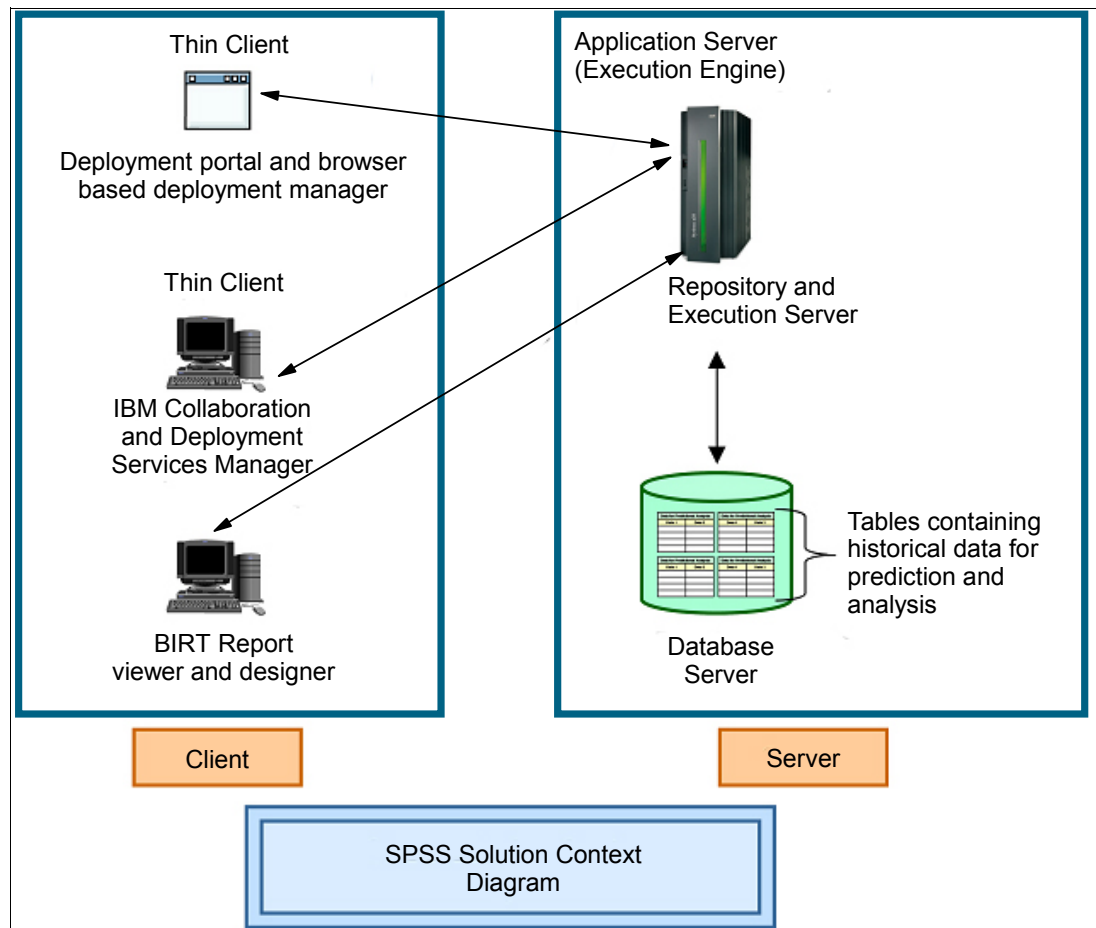 Thin Client
Deployment portal and browser
based deployment manager
Thin Client
IBM Collaboration
and Deployment
Services Manager
BIRT Report
viewer and designer
Client
Application Server
(Execution Engine)
Repository and
Execution Server
Tables containing
historical data for
prediction and
analysis
Database
Server
Server
SPSS Solution Context
Diagram